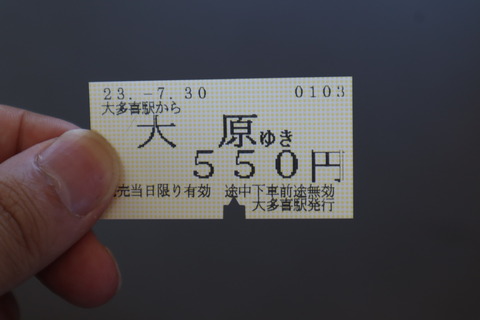 23.-7.30 0103
大多喜駅から
大 原ゆき
550円
売当日限り有効 途中下車前途無効
大多喜駅発行